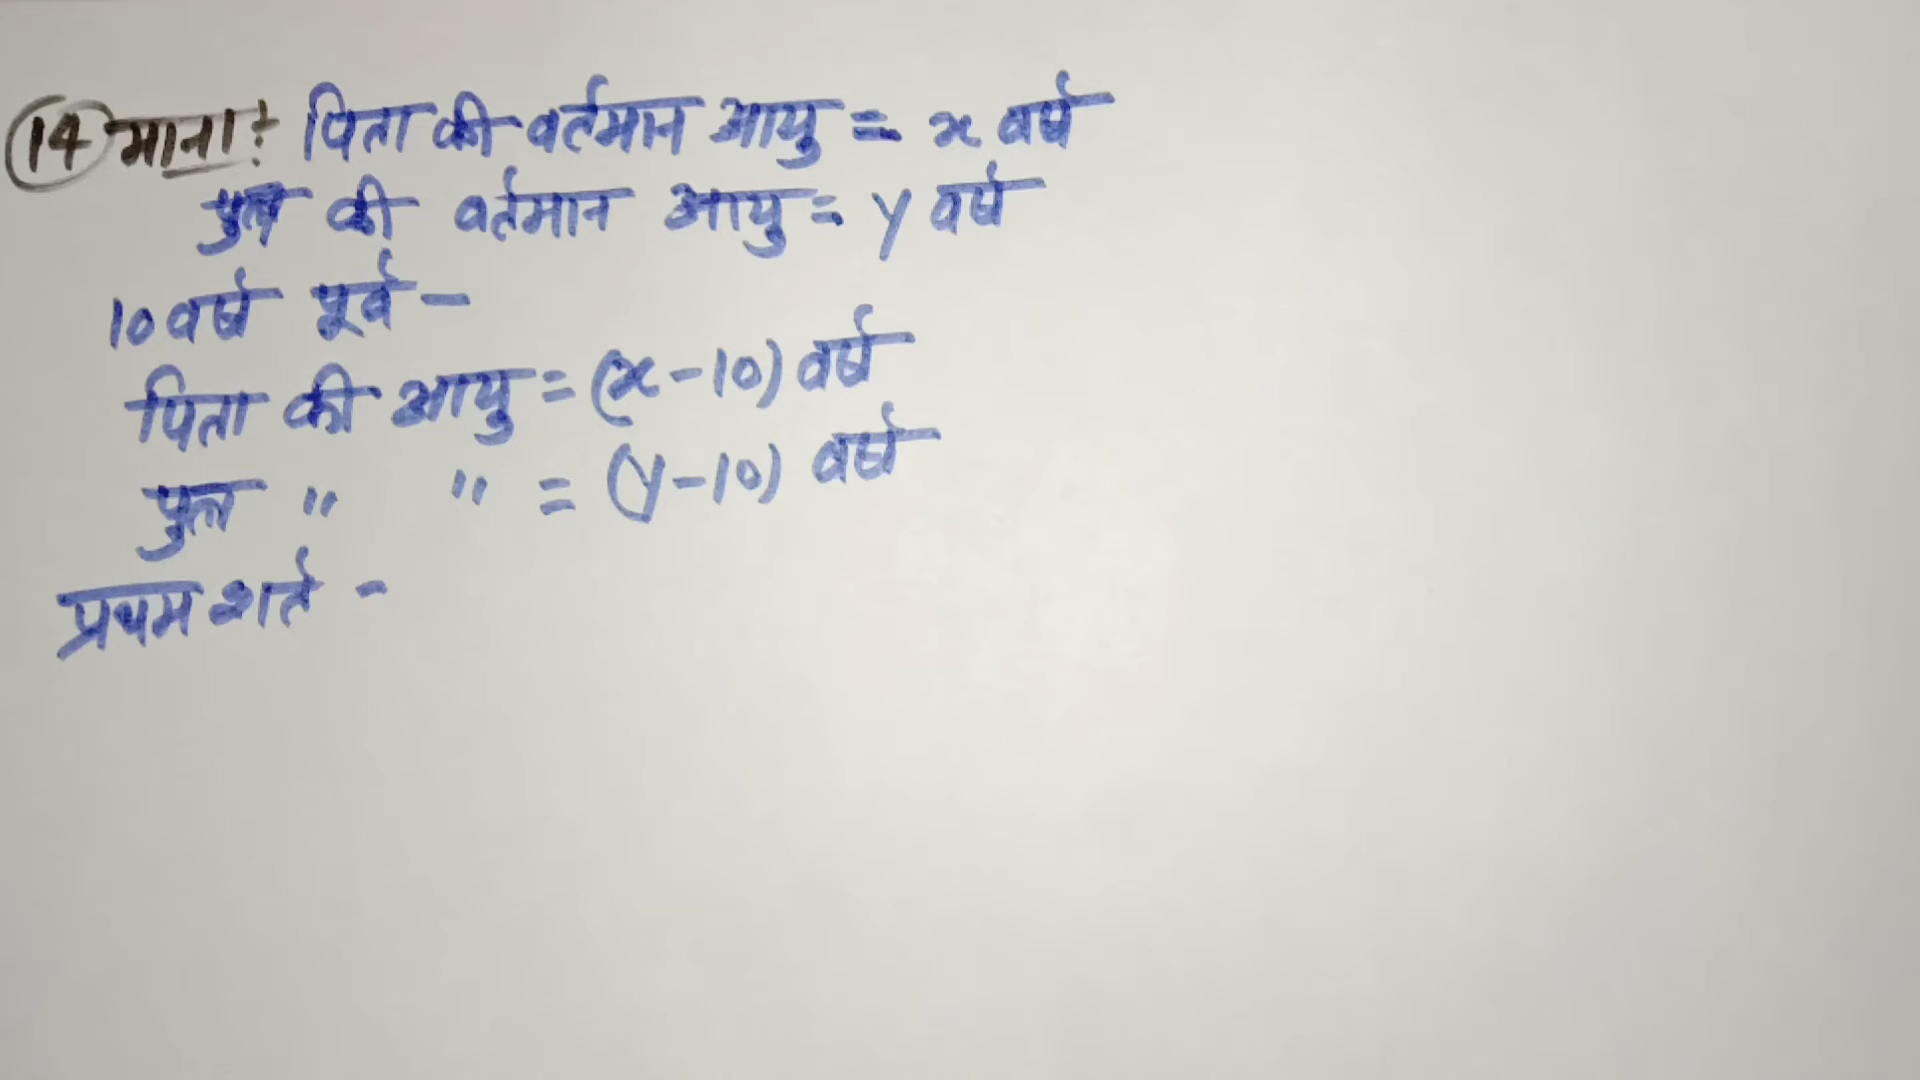 14 माना: पिता की वर्तमान आयु = x वर्ष
पुत्र की वर्तमान आयु = y वर्ष
10 वर्ष पूर्व –
पिता की आयु = (x – 10) वर्ष
पुत्र " " = (y – 10) वर्ष
प्रथम शर्त -